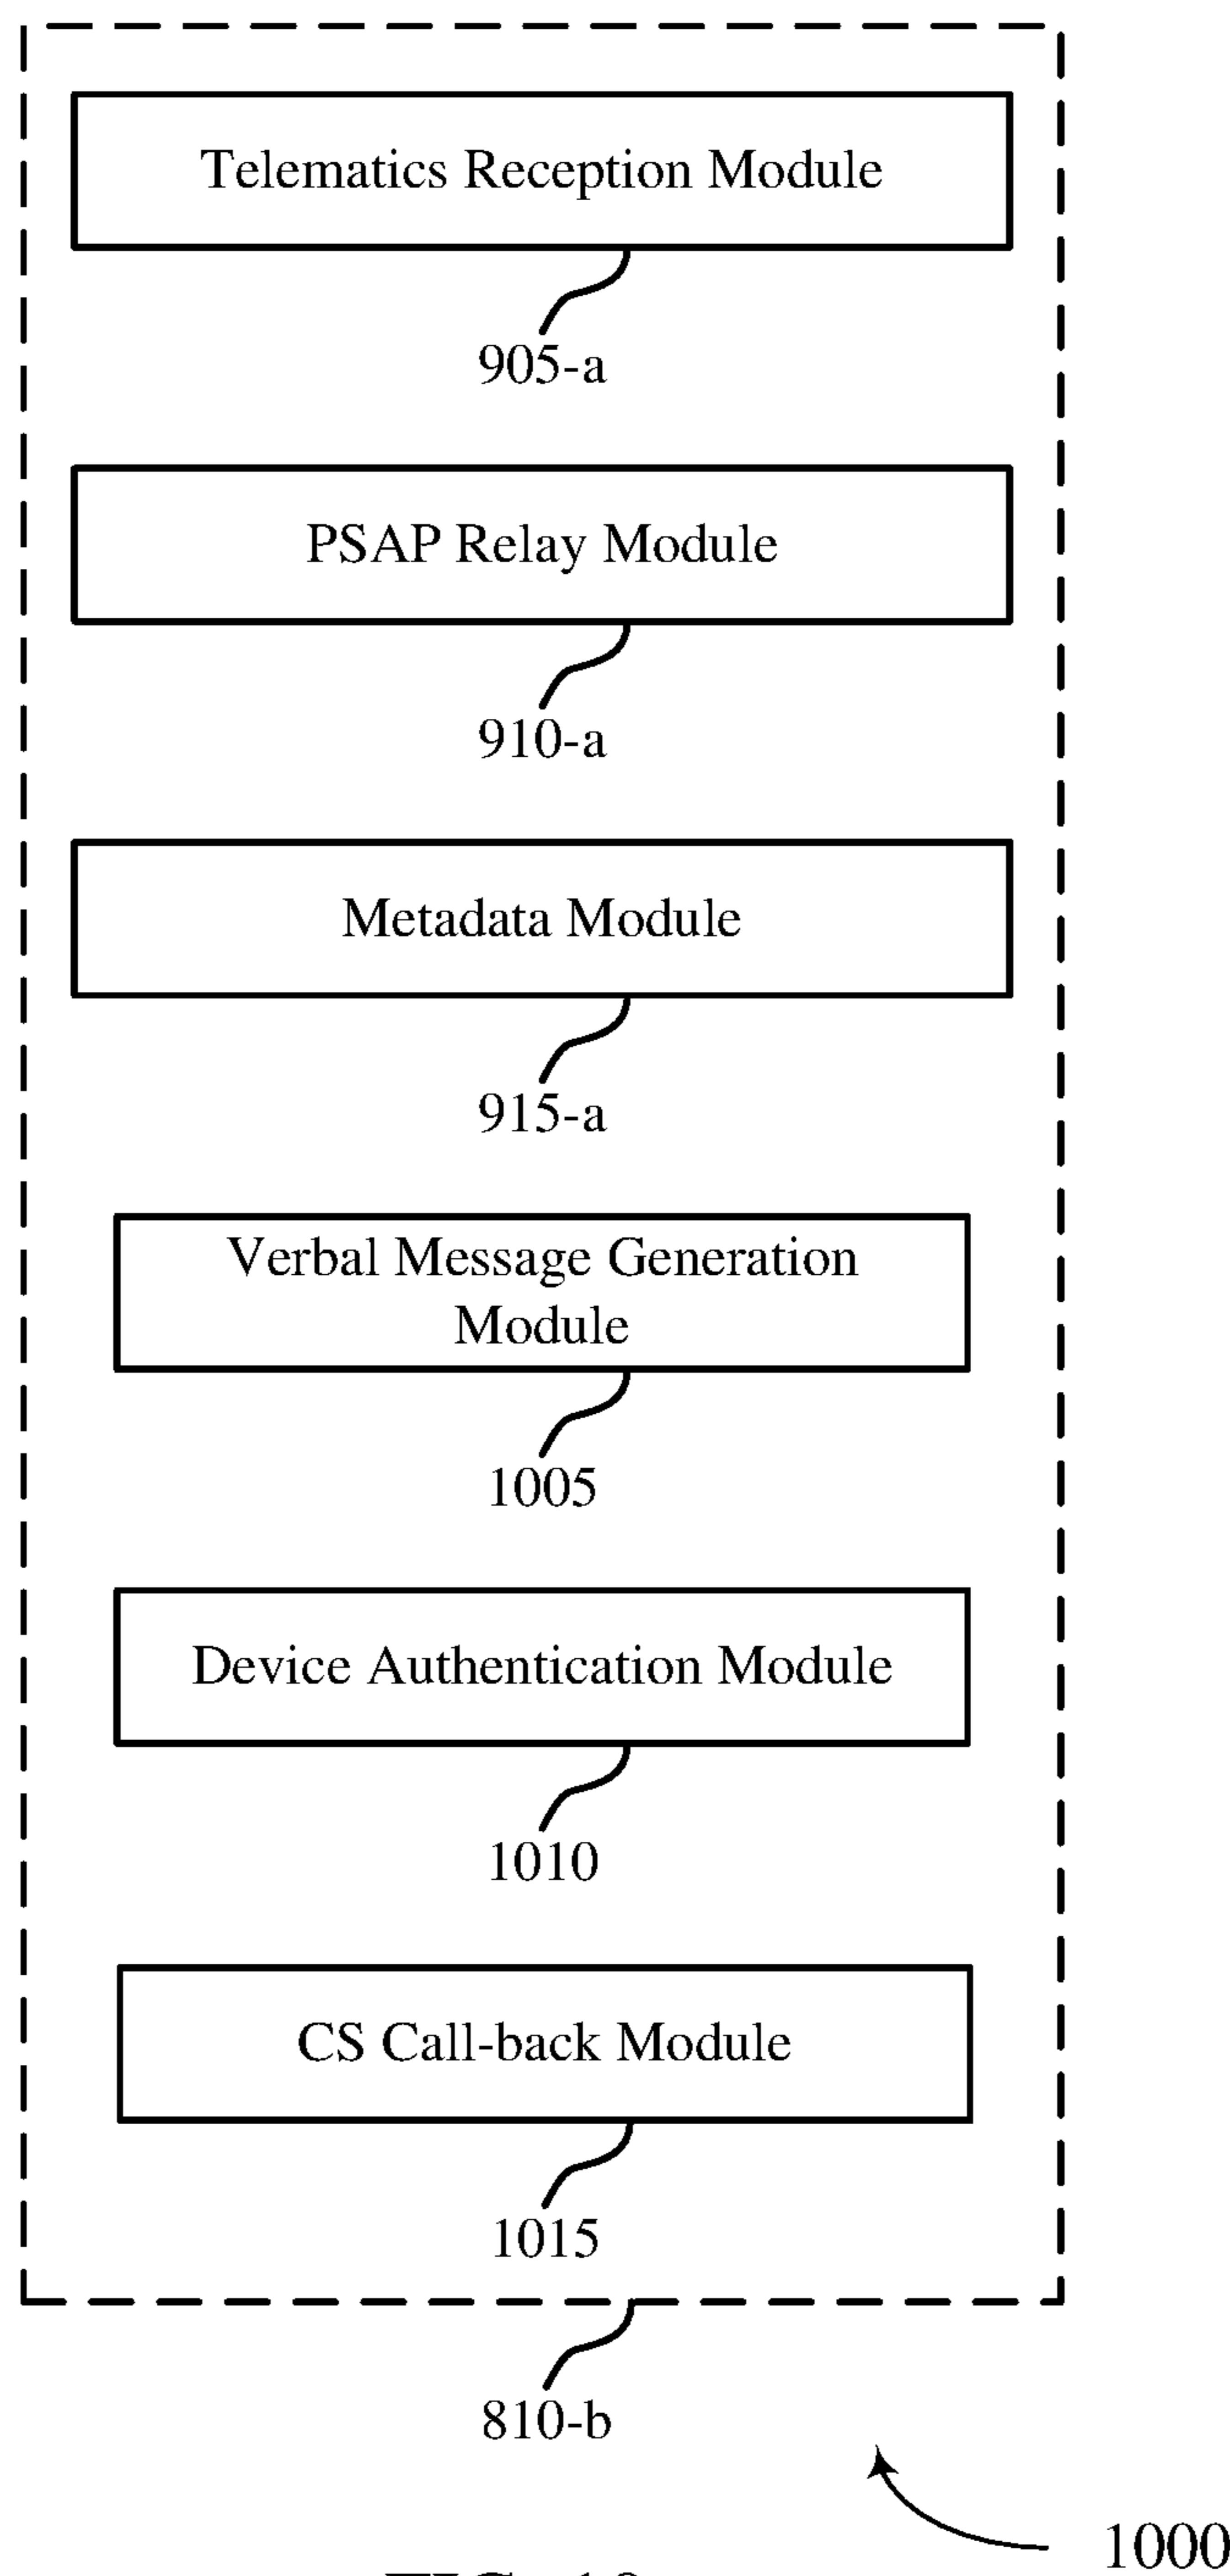 Telematics Reception Module
905-a
PSAP Relay Module
910-a
Metadata Module
915-a
Verbal Message Generation
Module
1005
Device Authentication Module
1010
CS Call-back Module
1015
810-b
1000